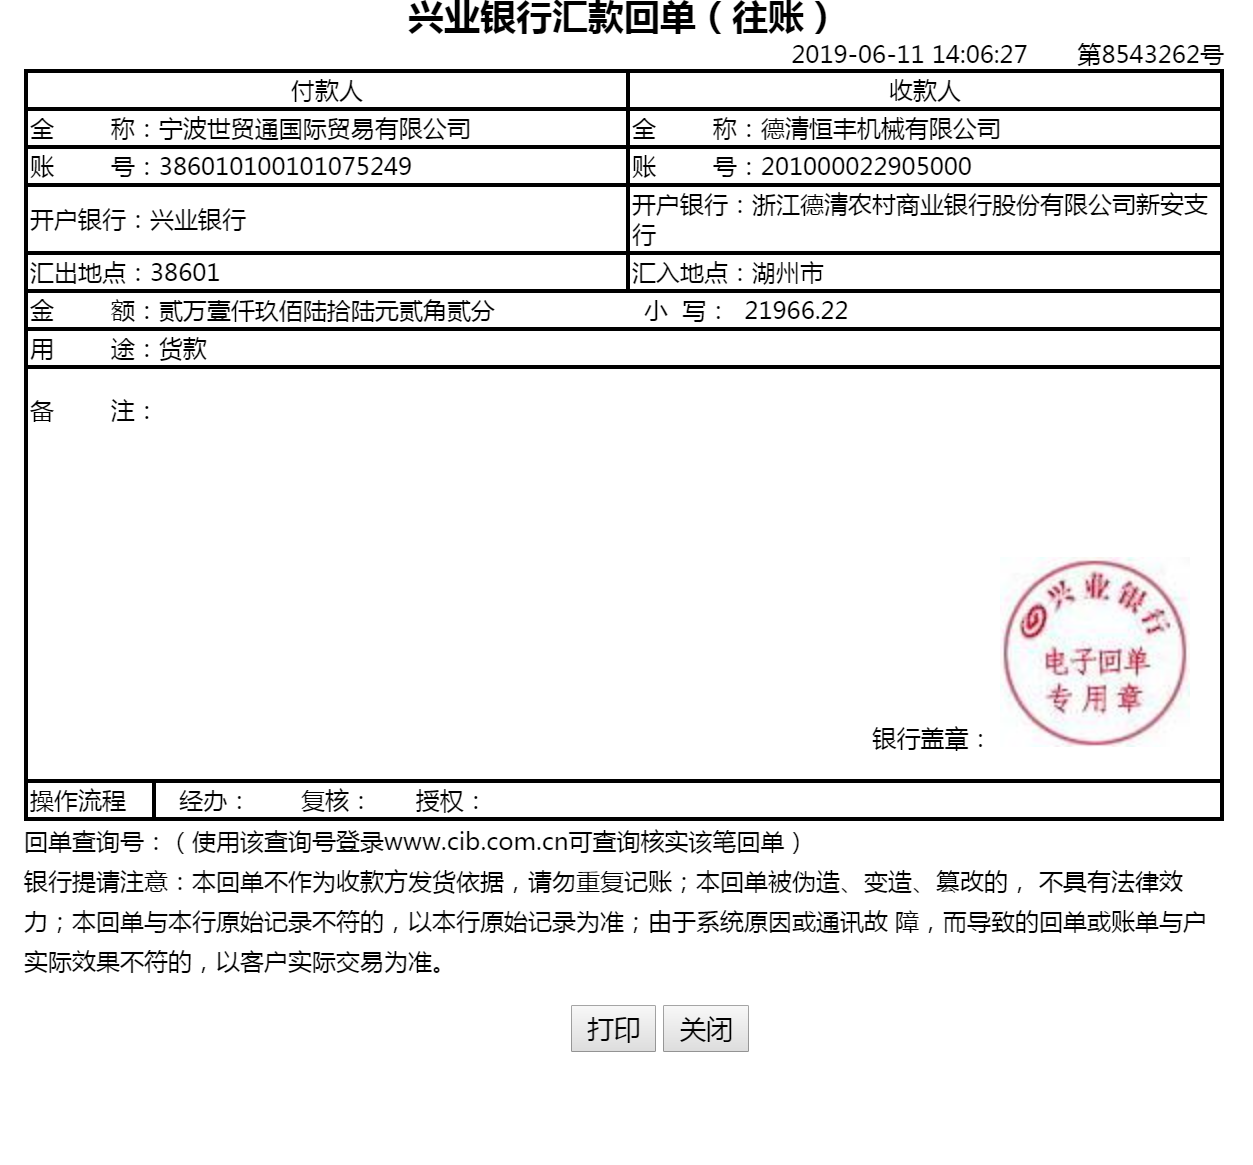 兴业银行汇款回单（往账）
2019-06-11 14:06:27 第8543262号
付款人 收款人
全 称：宁波世贸通国际贸易有限公司 全 称：德清恒丰机械有限公司
账 号：386010100101075249 账 号：201000022905000
开户银行：兴业银行 开户银行：浙江德清农村商业银行股份有限公司新安支
行
汇出地点：38601 汇入地点：湖州市
金 额：贰万壹仟玖佰陆拾陆元贰角贰分 小 写： 21966.22
用 途：货款
备 注：
兴业银行
电子回单
专用章
银行盖章：
操作流程 经办： 复核： 授权：
回单查询号：（使用该查询号登录www.cib.com.cn可查询核实该笔回单）
银行提请注意：本回单不作为收款方发货依据，请勿重复记账；本回单被伪造、变造、篡改的， 不具有法律效
力；本回单与本行原始记录不符的，以本行原始记录为准；由于系统原因或通讯故 障，而导致的回单或账单与户
实际效果不符的，以客户实际交易为准。
打印 关闭